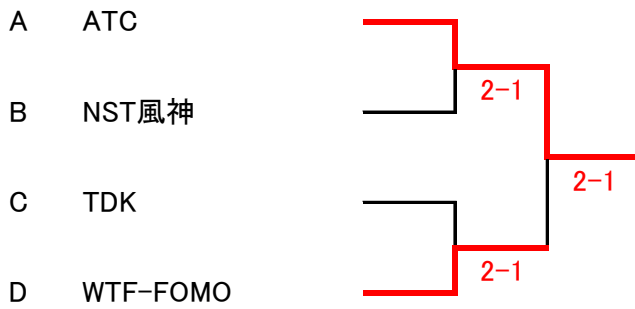 A ATC
2-1
B NST風神
2-1
C TDK
2-1
D WTF-FOMO